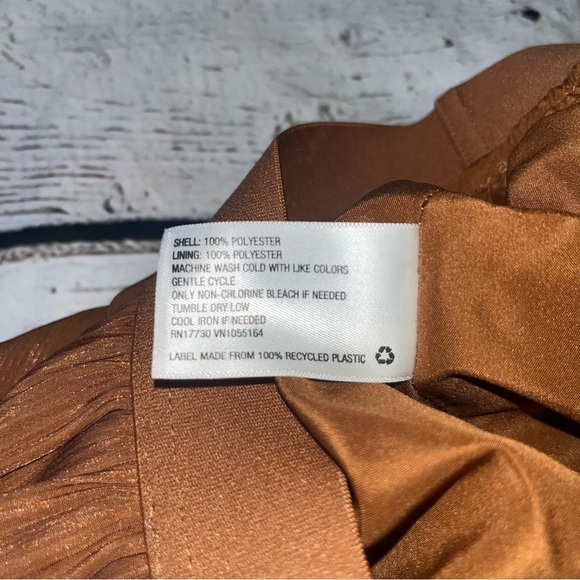 SHELL: 100% POLYESTER
LINING: 100% POLYESTER
MACHINE WASH COLD WITH LIKE COLORS
GENTLE CYCLE
ONLY NON-CHLORINE BLEACH IF NEEDED
TUMBLE DRY LOW
COOL IRON IF NEEDED
RN17730 VN1055164
LABEL MADE FROM 100% RECYCLED PLASTIC